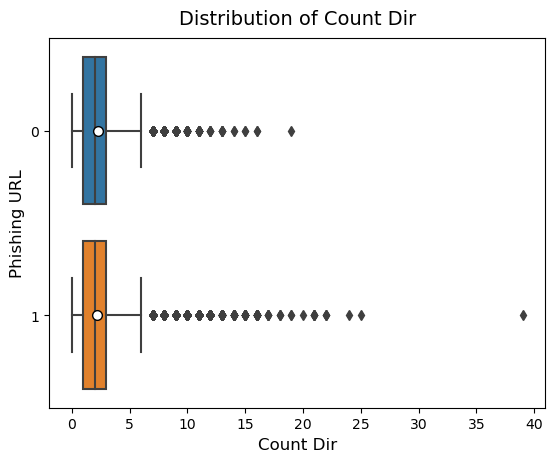 Distribution of Count Dir
Phishing URL
0
1
0 5 10 15 20 25 30 35 40
Count Dir